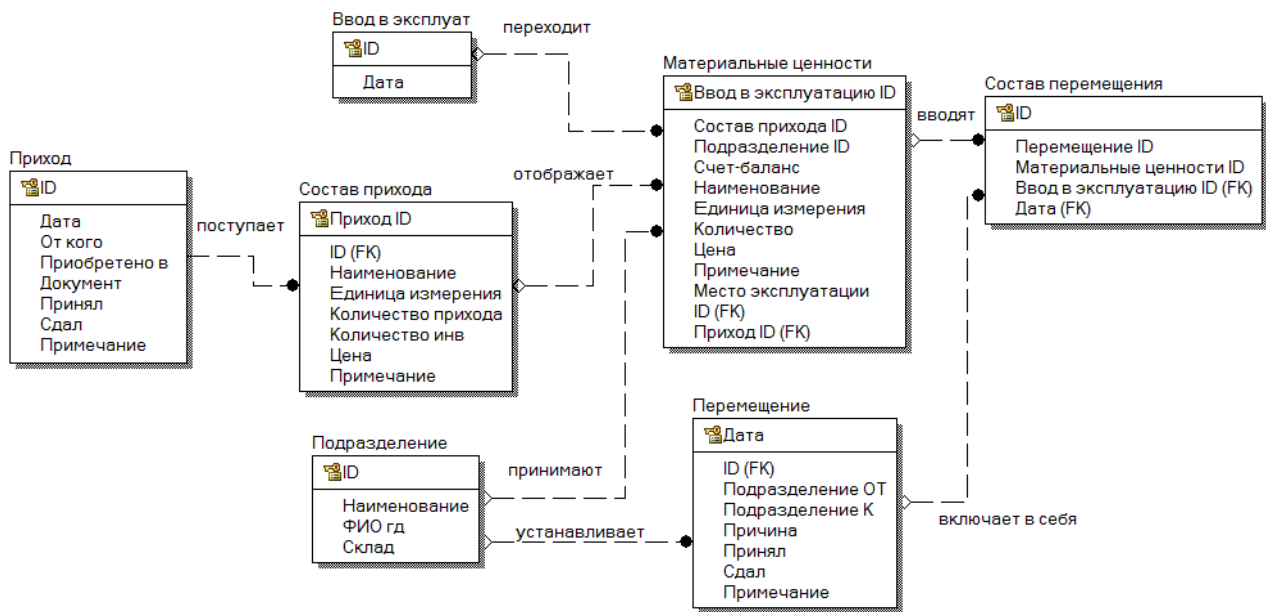 Ввод в эксплуат
ID
Дата
переходит
Материальные ценности
Ввод в эксплуатацию ID
Состав прихода ID
Подразделение ID
Счет-баланс
Наименование
Единица измерения
Количество
Цена
Примечание
Место эксплуатации
ID (FK)
Приход ID (FK)
вводят
Состав перемещения
ID
Перемещение ID
Материальные ценности ID
Ввод в эксплуатацию ID (FK)
Дата (FK)
Приход
ID
Дата
От кого
Приобретено в
Документ
Принял
Сдал
Примечание
поступает
Состав прихода
Приход ID
ID (FK)
Наименование
Единица измерения
Количество прихода
Количество инв
Цена
Примечание
отображает
Подразделение
ID
Наименование
ФИО гд
Склад
принимают
устанавливает
Перемещение
Дата
ID (FK)
Подразделение ОТ
Подразделение К
Причина
Принял
Сдал
Примечание
включает в себя